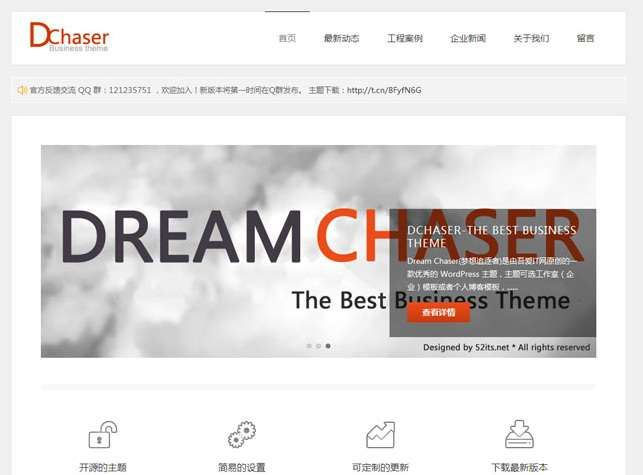 DChaser
Business theme
首页 最新动态 工程案例 企业新闻 关于我们 留言
官方反馈交流 QQ 群：121235751 ，欢迎加入！新版本将第一时间在Q群发布。 主题下载：http://t.cn/8FyfN6G
DREAM CHASER
The Best Business Theme
DCHASER-THE BEST BUSINESS
THEME
Dream Chaser(梦想追逐者)是由吾爱IT网原创的一
款优秀的 WordPress 主题，主题可选工作室（企
业）模板或者个人博客模板，.....
查看详情
Designed by 52its.net * All rights reserved
开源的主题 简易的设置 可定制的更新 下载最新版本